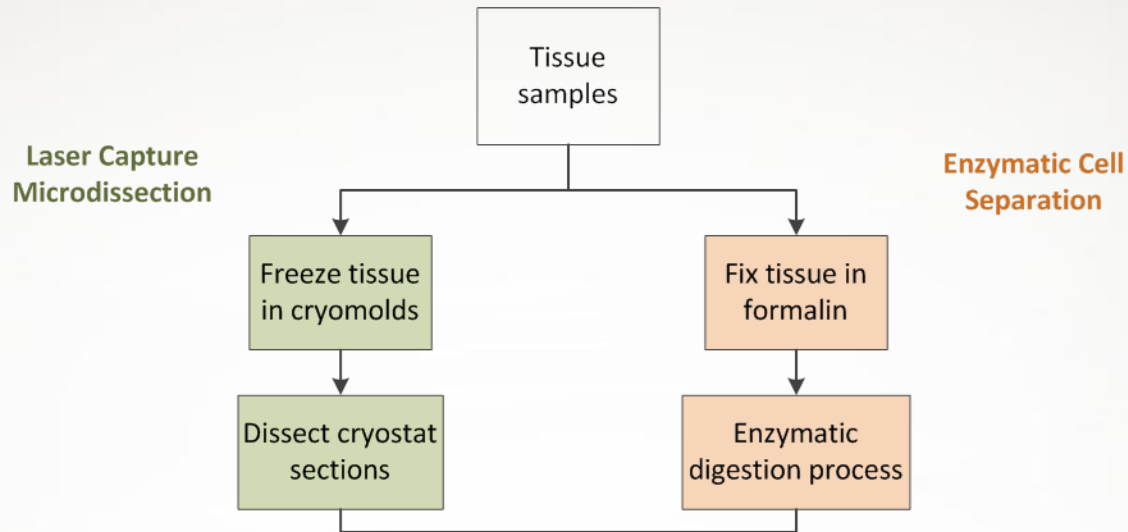 Tissue
samples
Laser Capture
Microdissection
Enzymatic Cell
Separation
Freeze tissue
in cryomolds
Fix tissue in
formalin
Dissect cryostat
sections
Enzymatic
digestion process